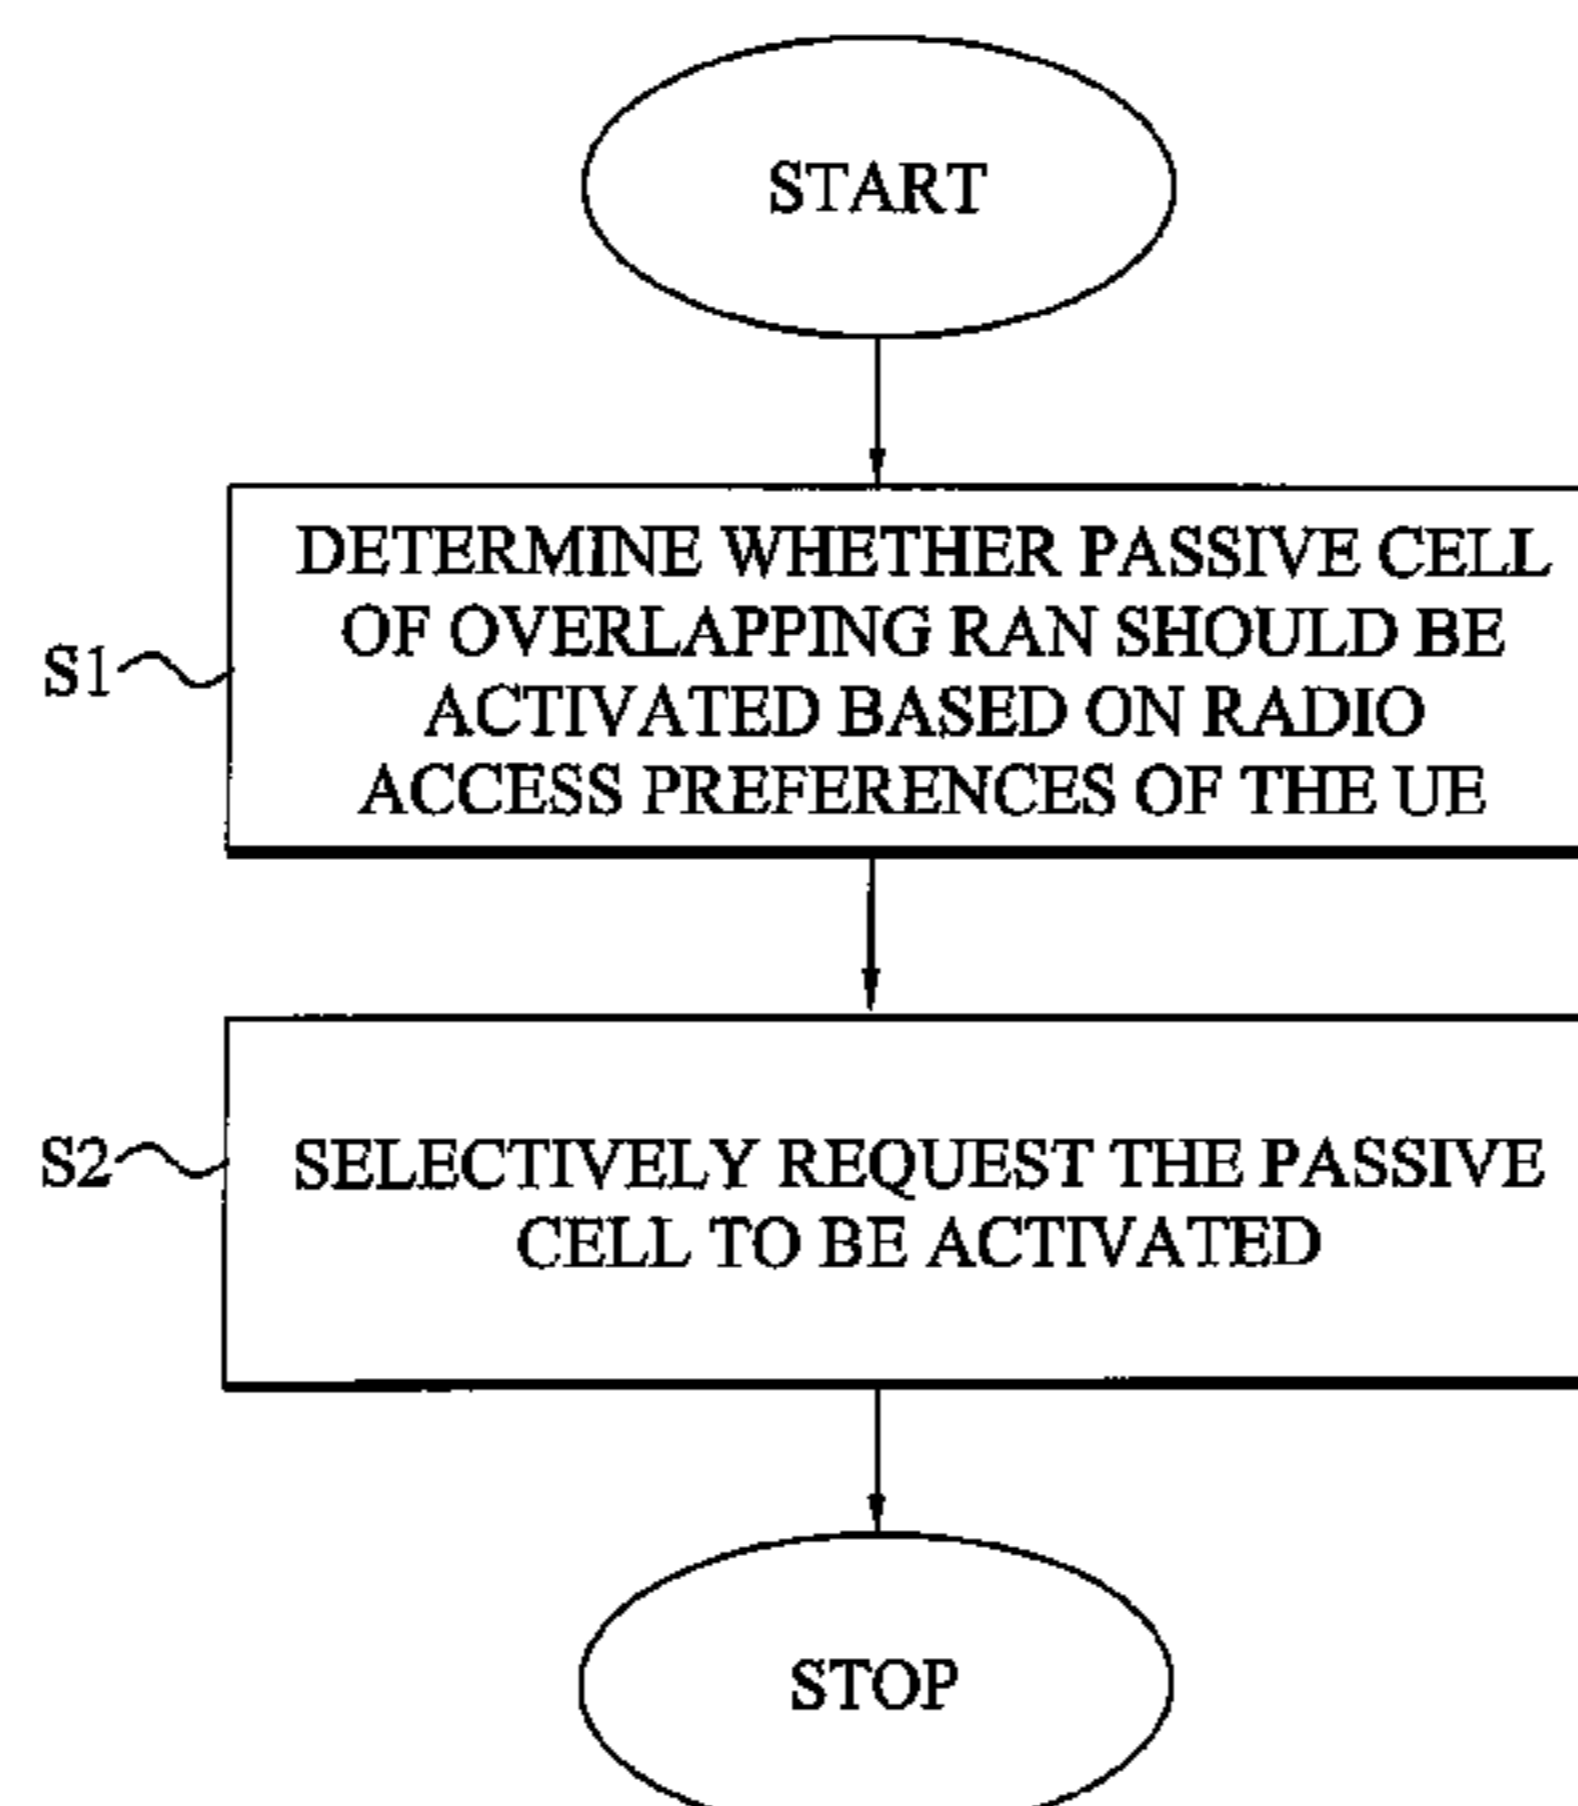 START
DETERMINE WHETHER PASSIVE CELL
OF OVERLAPPING RAN SHOULD BE
ACTIVATED BASED ON RADIO
ACCESS PREFERENCES OF THE UE
S1
SELECTIVELY REQUEST THE PASSIVE
CELL TO BE ACTIVATED
S2
STOP